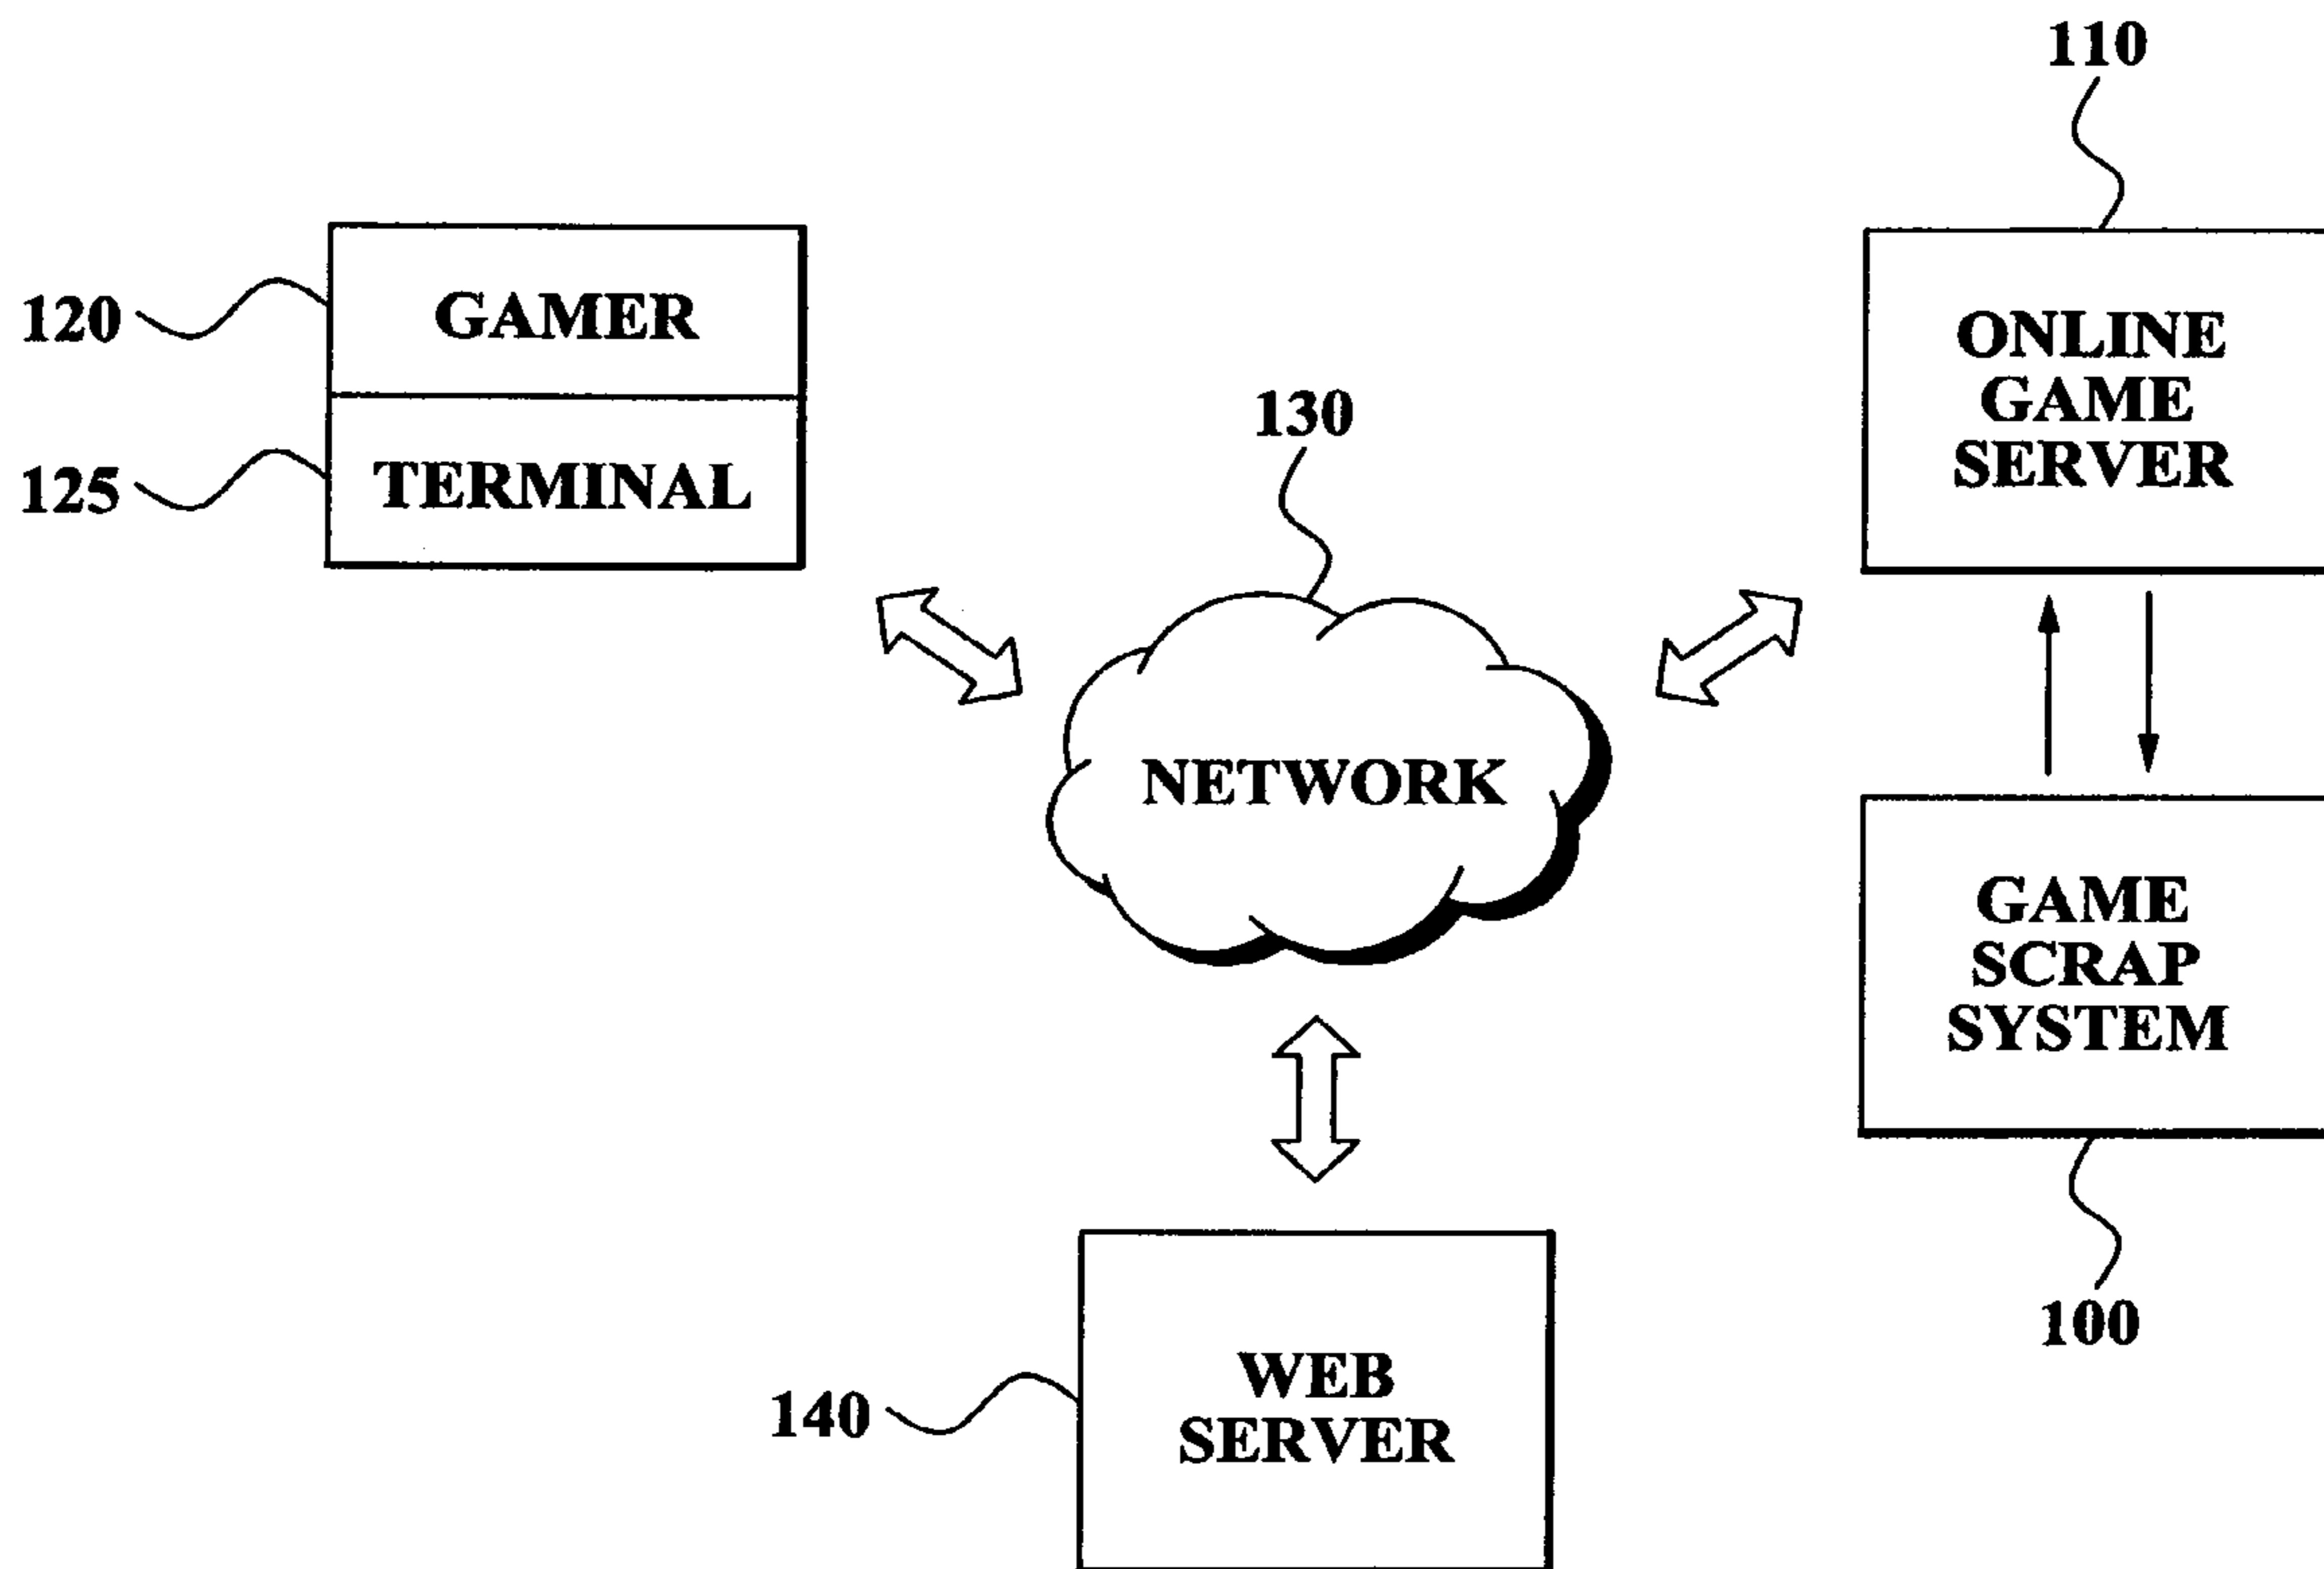 110
120
GAMER
125
TERMINAL
130
ONLINE
GAME
SERVER
NETWORK
GAME
SCRAP
SYSTEM
100
140
WEB
SERVER